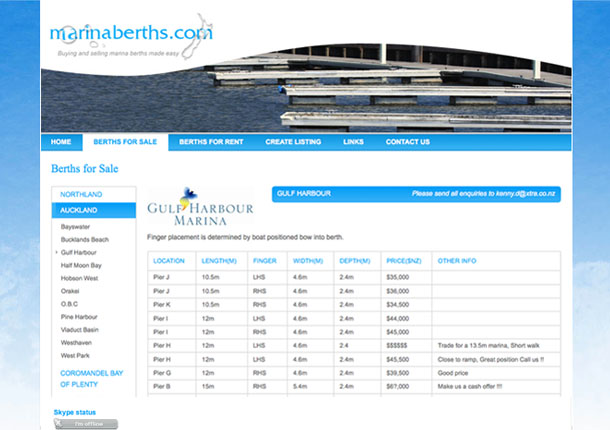 marinaberths.com
Buying and selling marina berths made easy
HOME BERTHS FOR SALE BERTHS FOR RENT CREATE LISTING LINKS CONTACT US
Berths for Sale
NORTHLAND
AUCKLAND
Bayswater
Bucklands Beach
› Gulf Harbour
Half Moon Bay
Hobson West
Orakei
O.B.C
Pine Harbour
Viaduct Basin
Westhaven
West Park
COROMANDEL BAY
OF PLENTY
GULF HARBOUR
MARINA
GULF HARBOUR Please send all enquiries to kenny.d@xtra.co.nz
Finger placement is determined by boat positioned bow into berth.
LOCATION LENGTH(M) FINGER WIDTH(M) DEPTH(M) PRICE($NZ) OTHER INFO
Pier J 10.5m LHS 4.6m 2.4m $35,000
Pier J 10.5m RHS 4.6m 2.4m $36,000
Pier K 10.5m RHS 4.6m 2.4m $34,500
Pier I 12m LHS 4.6m 2.4m $44,000
Pier I 12m RHS 4.6m 2.4m $45,000
Pier H 12m LHS 4.6m 2.4 $$$$$$ Trade for a 13.5m marina, Short walk
Pier H 12m LHS 4.6m 2.4m $45,500 Close to ramp, Great position Call us !!
Pier G 12m RHS 4.6m 2.4m $39,500 Good price
Pier B 15m RHS 5.4m 2.4m $6?,000 Make us a cash offer !!!
Skype status
I'm offline